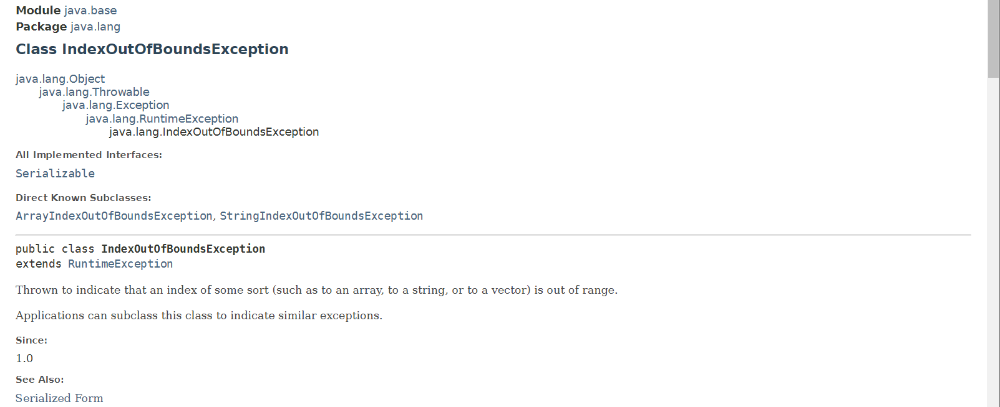 Module java.base
Package java.lang
Class IndexOutOfBoundsException
java.lang.Object
java.lang.Throwable
java.lang.Exception
java.lang.RuntimeException
java.lang.IndexOutOfBoundsException
All Implemented Interfaces:
Serializable
Direct Known Subclasses:
ArrayIndexOutOfBoundsException, StringIndexOutOfBoundsException
public class IndexOutOfBoundsException
extends RuntimeException
Thrown to indicate that an index of some sort (such as to an array, to a string, or to a vector) is out of range.
Applications can subclass this class to indicate similar exceptions.
Since:
1.0
See Also:
Serialized Form